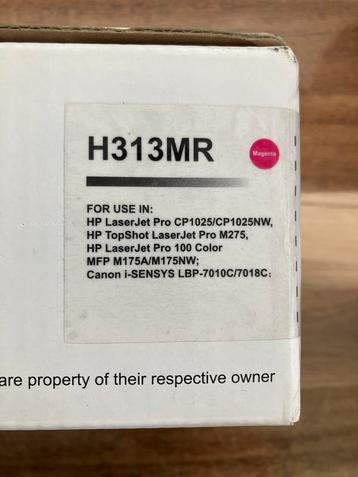 H313MR
Magenta
FOR USE IN:
HP LaserJet Pro CP1025/CP1025NW,
HP TopShot LaserJet Pro M275,
HP LaserJet Pro 100 Color
MFP M175A/M175NW;
Canon i-SENSYS LBP-7010C/7018C;
are property of their respective owner